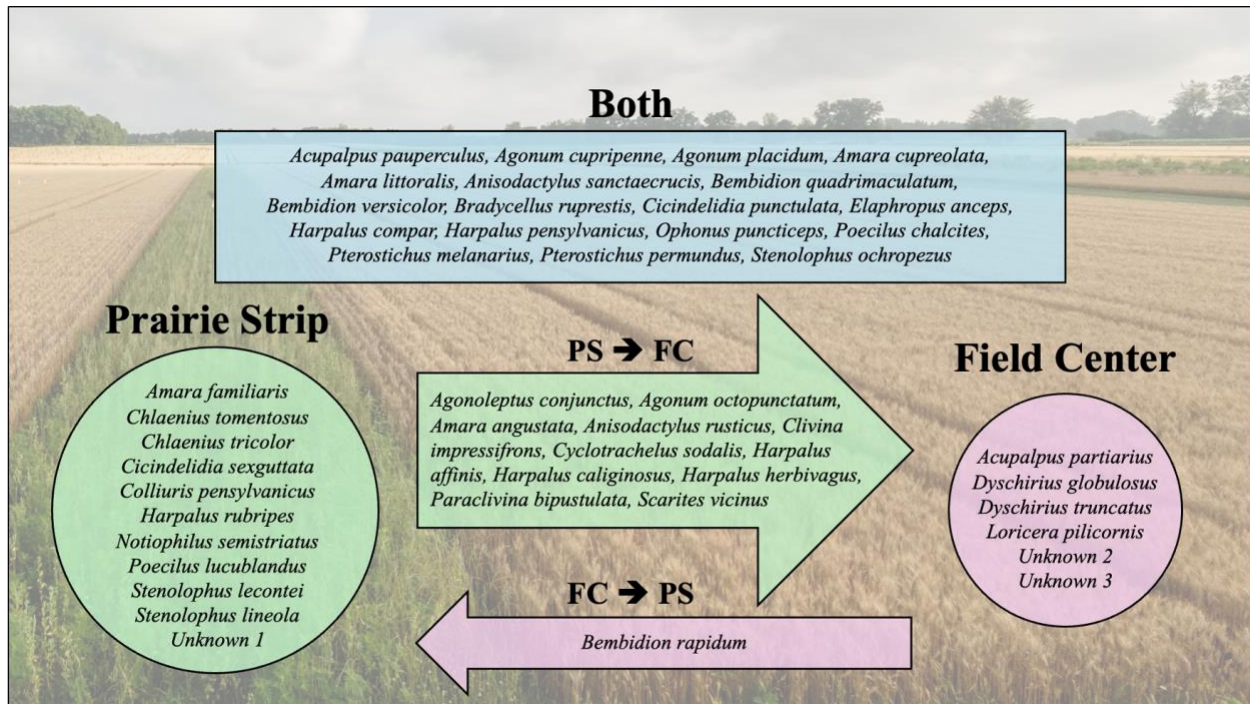 Both
Acupalpus pauperculus, Agonum cupripenne, Agonum placidum, Amara cupreolata,
Amara littoralis, Anisodactylus sanctaecrucis, Bembidion quadrimaculatum,
Bembidion versicolor, Bradycellus ruprestis, Cicindelidia punctulata, Elaphropus anceps,
Harpalus compar, Harpalus pensylvanicus, Ophonus puncticeps, Poecilus chalcites,
Pterostichus melanarius, Pterostichus permundus, Stenolophus ochropezus
Prairie Strip
Amara familiaris
Chlaenius tomentosus
Chlaenius tricolor
Cicindelidia sexguttata
Colliuris pensylvanicus
Harpalus rubripes
Notiophilus semistriatus
Poecilus lucublandus
Stenolophus lecontei
Stenolophus lineola
Unknown 1
PS ➔ FC
Agonoleptus conjunctus, Agonum octopunctatum,
Amara angustata, Anisodactylus rusticus, Clivina
impressifrons, Cyclotrachelus sodalis, Harpalus
affinis, Harpalus caliginosus, Harpalus herbivagus,
Paraclivina bipustulata, Scarites vicinus
FC ➔ PS
Bembidion rapidum
Field Center
Acupalpus partiarius
Dyschirius globulosus
Dyschirius truncatus
Loricera pilicornis
Unknown 2
Unknown 3